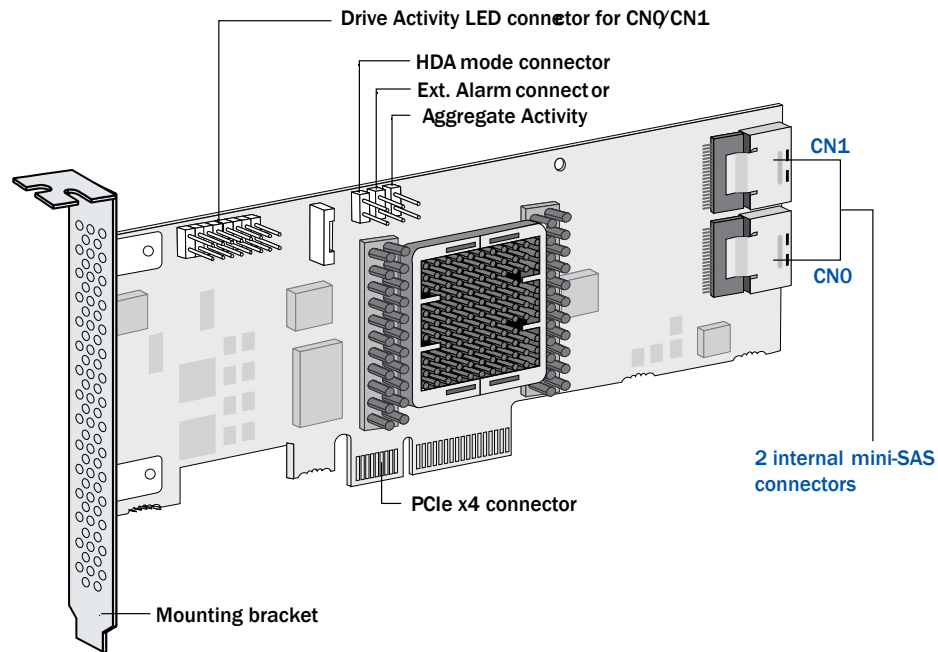 Drive Activity LED connector for CN0/CN1
HDA mode connector
Ext. Alarm connector
Aggregate Activity
CN1
CN0
2 internal mini-SAS
connectors
PCIe x4 connector
Mounting bracket